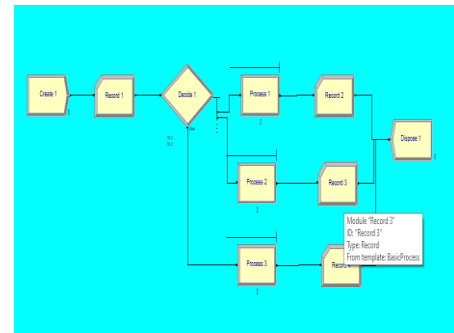 Create 1
Record 1
Decide 1
Process 1
Record 2
Dispose 1
Process 2
Record 3
Process 3
Module "Record 3"
ID: "Record 3"
Type: Record
From template: BasicProcess